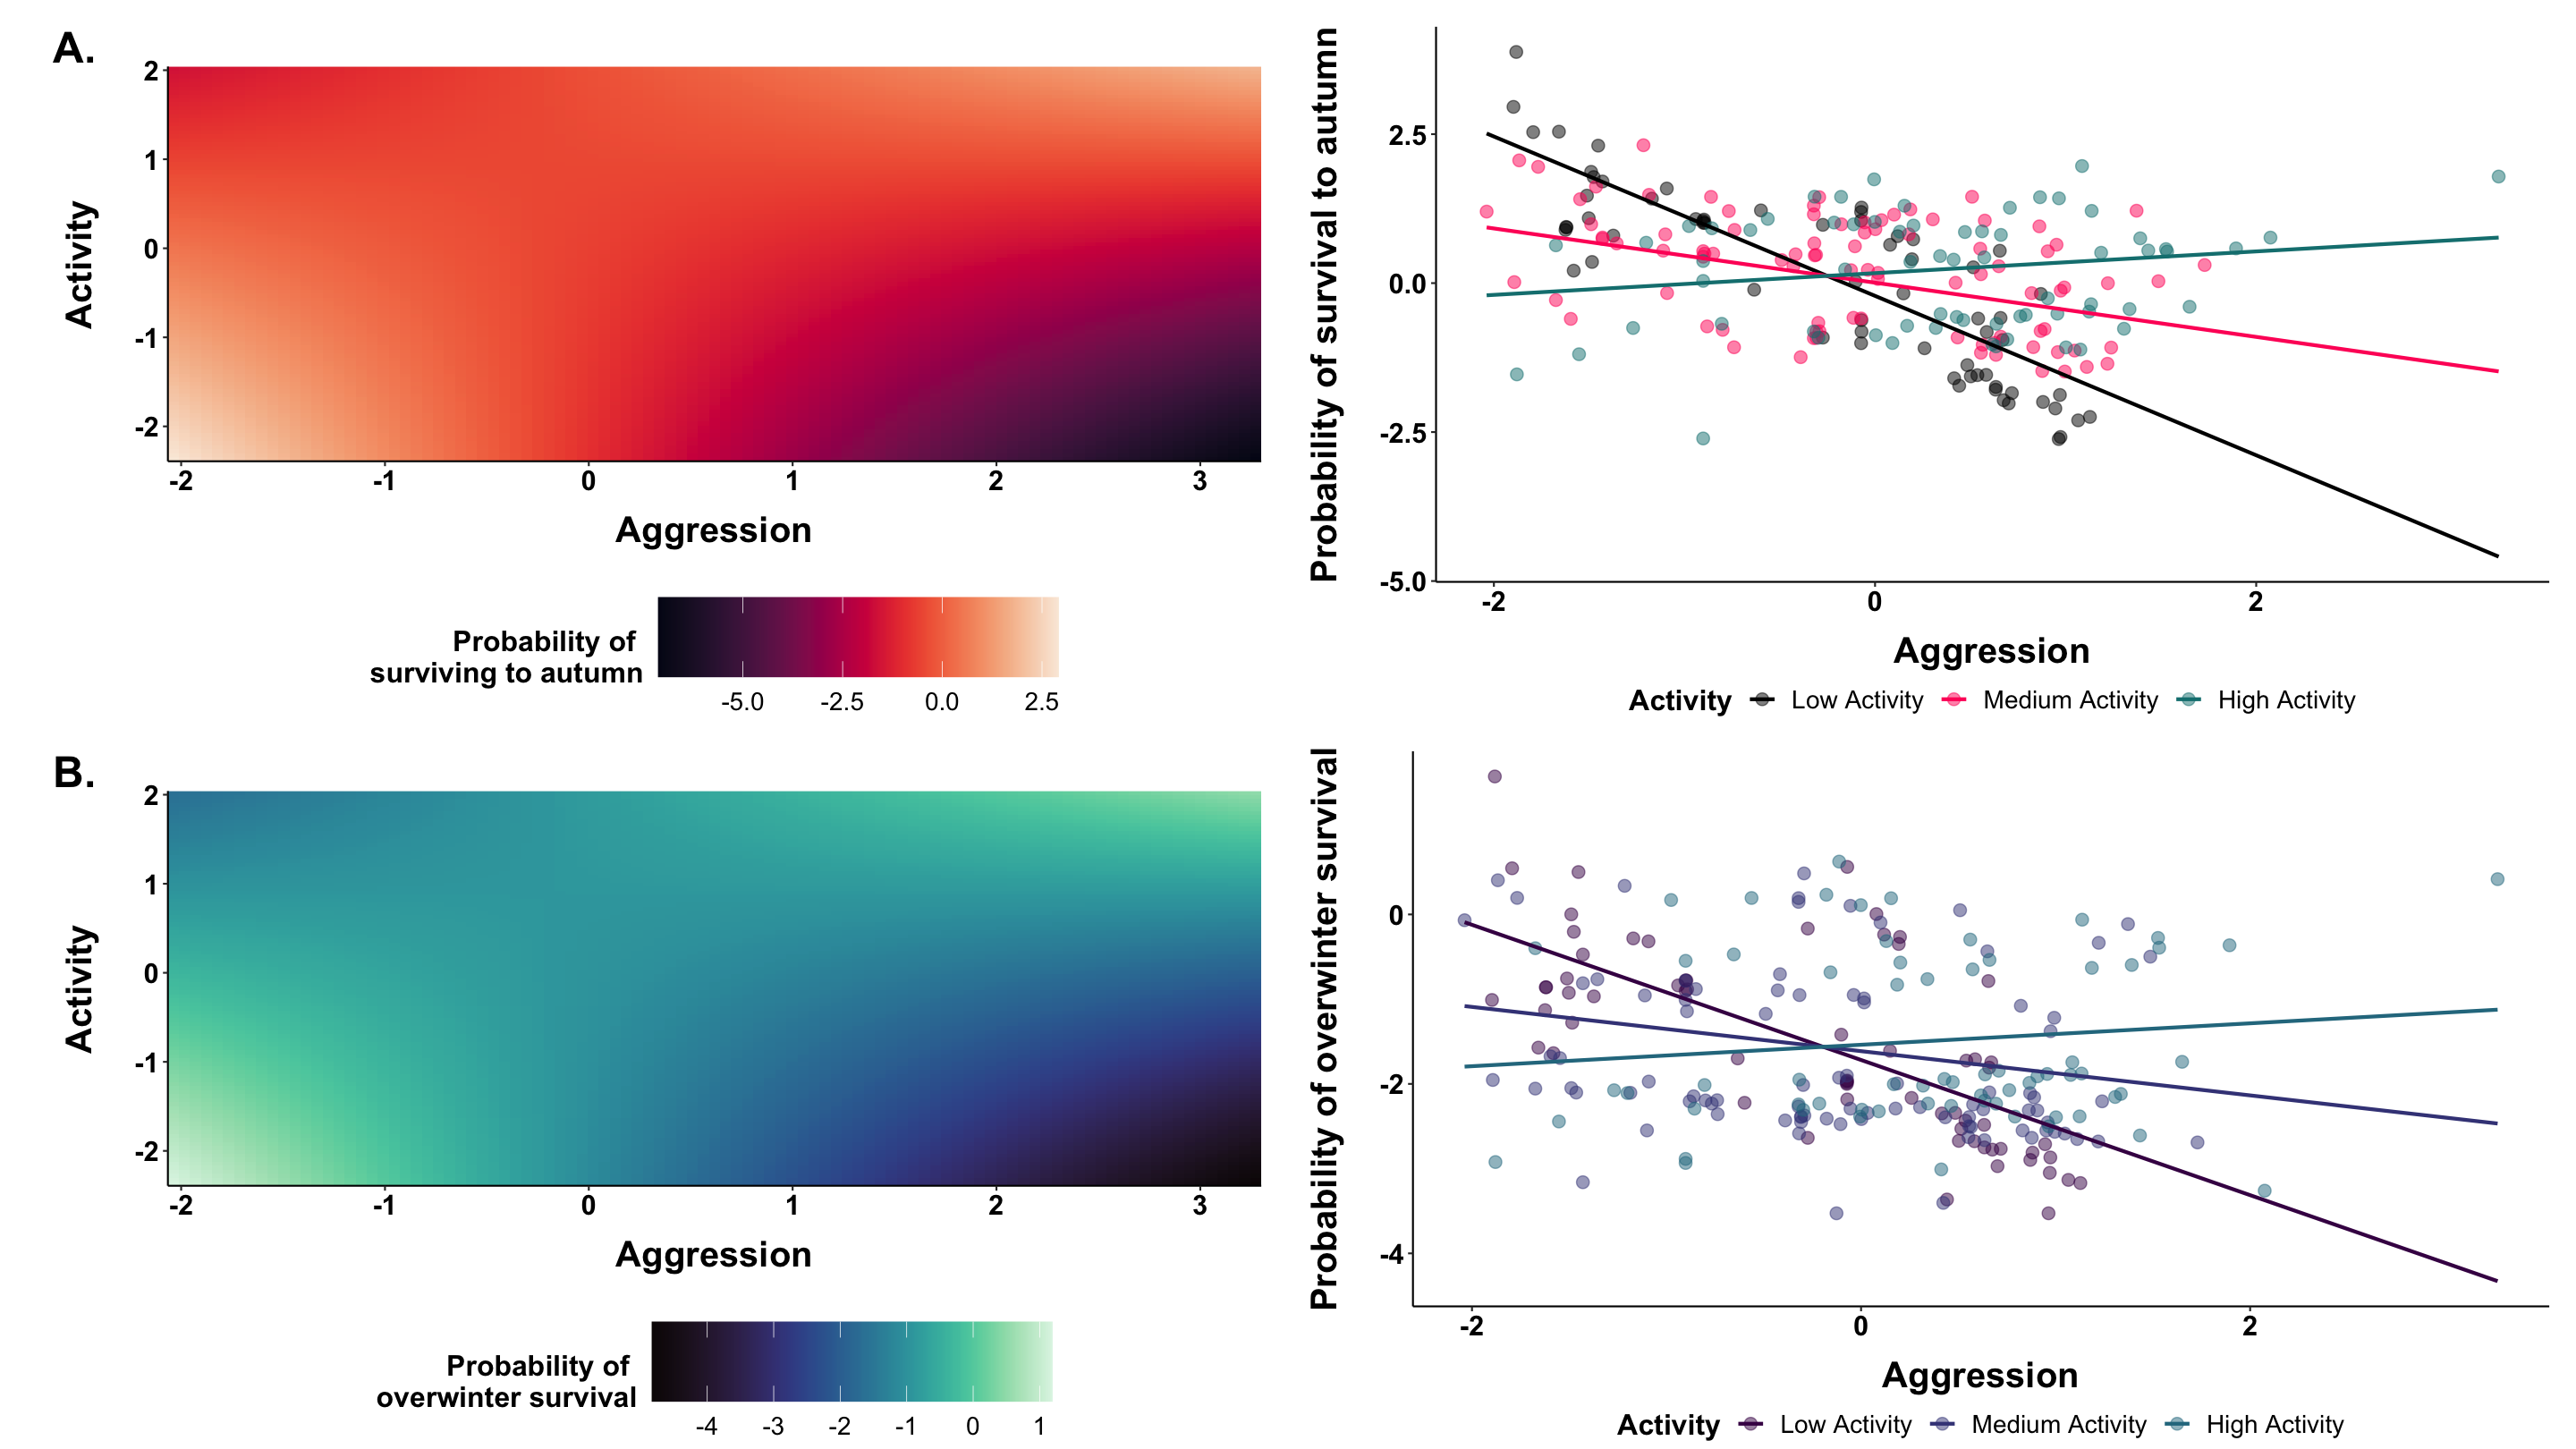 A.
2
1
0
-1
-2
Activity
-2 -1 0 1 2 3
Aggression
Probability of
surviving to autumn
-5.0 -2.5 0.0 2.5
Probability of survival to autumn
2.5
0.0
-2.5
-5.0
-2 0 2
Aggression
Activity Low Activity Medium Activity High Activity
B.
2
1
0
-1
-2
Activity
-2 -1 0 1 2 3
Aggression
Probability of
overwinter survival
-4 -3 -2 -1 0 1
Probability of overwinter survival
0
-2
-4
-2 0 2
Aggression
Activity Low Activity Medium Activity High Activity